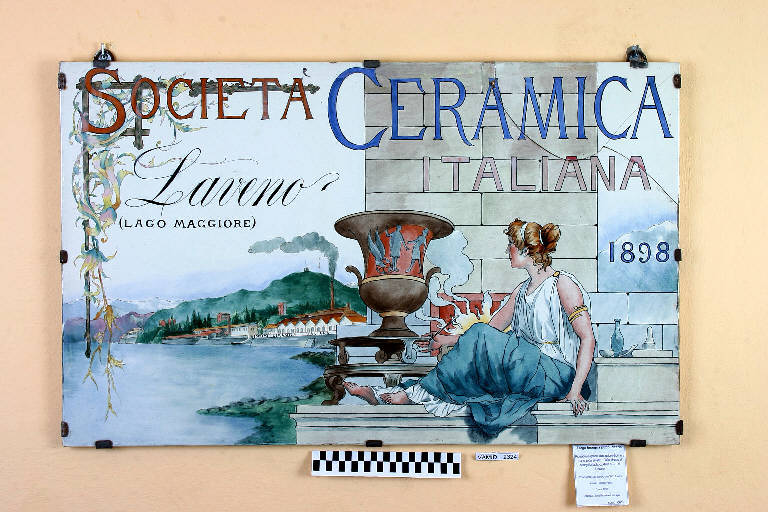 SOCIETÀ CERAMICA
ITALIANA
Laveno
(LAGO MAGGIORE)
1898